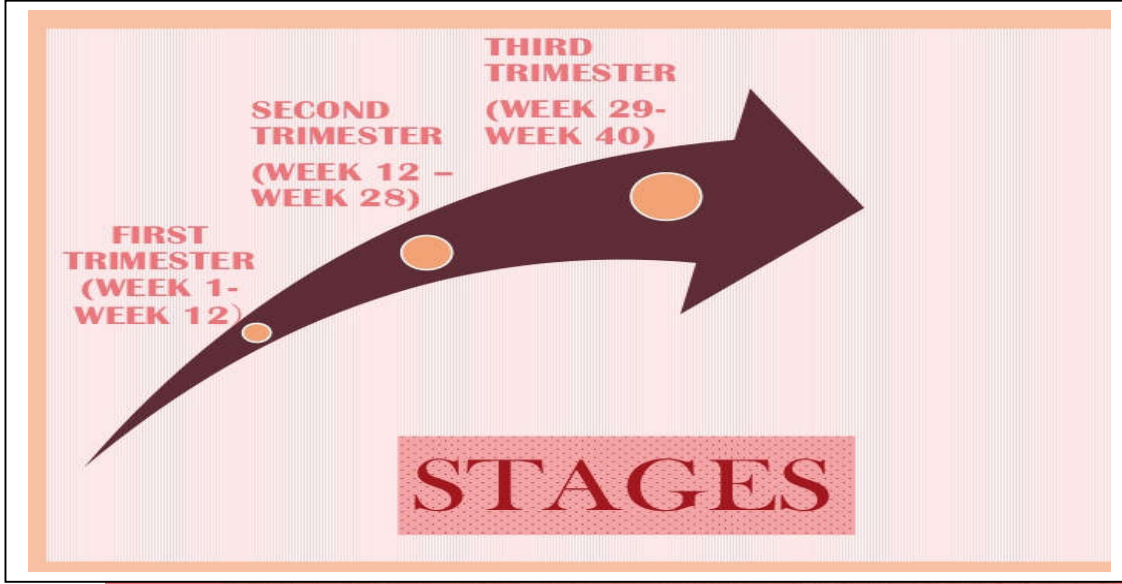 FIRST
TRIMESTER
(WEEK 1-
WEEK 12)
SECOND
TRIMESTER
(WEEK 12 –
WEEK 28)
THIRD
TRIMESTER
(WEEK 29-
WEEK 40)
STAGES